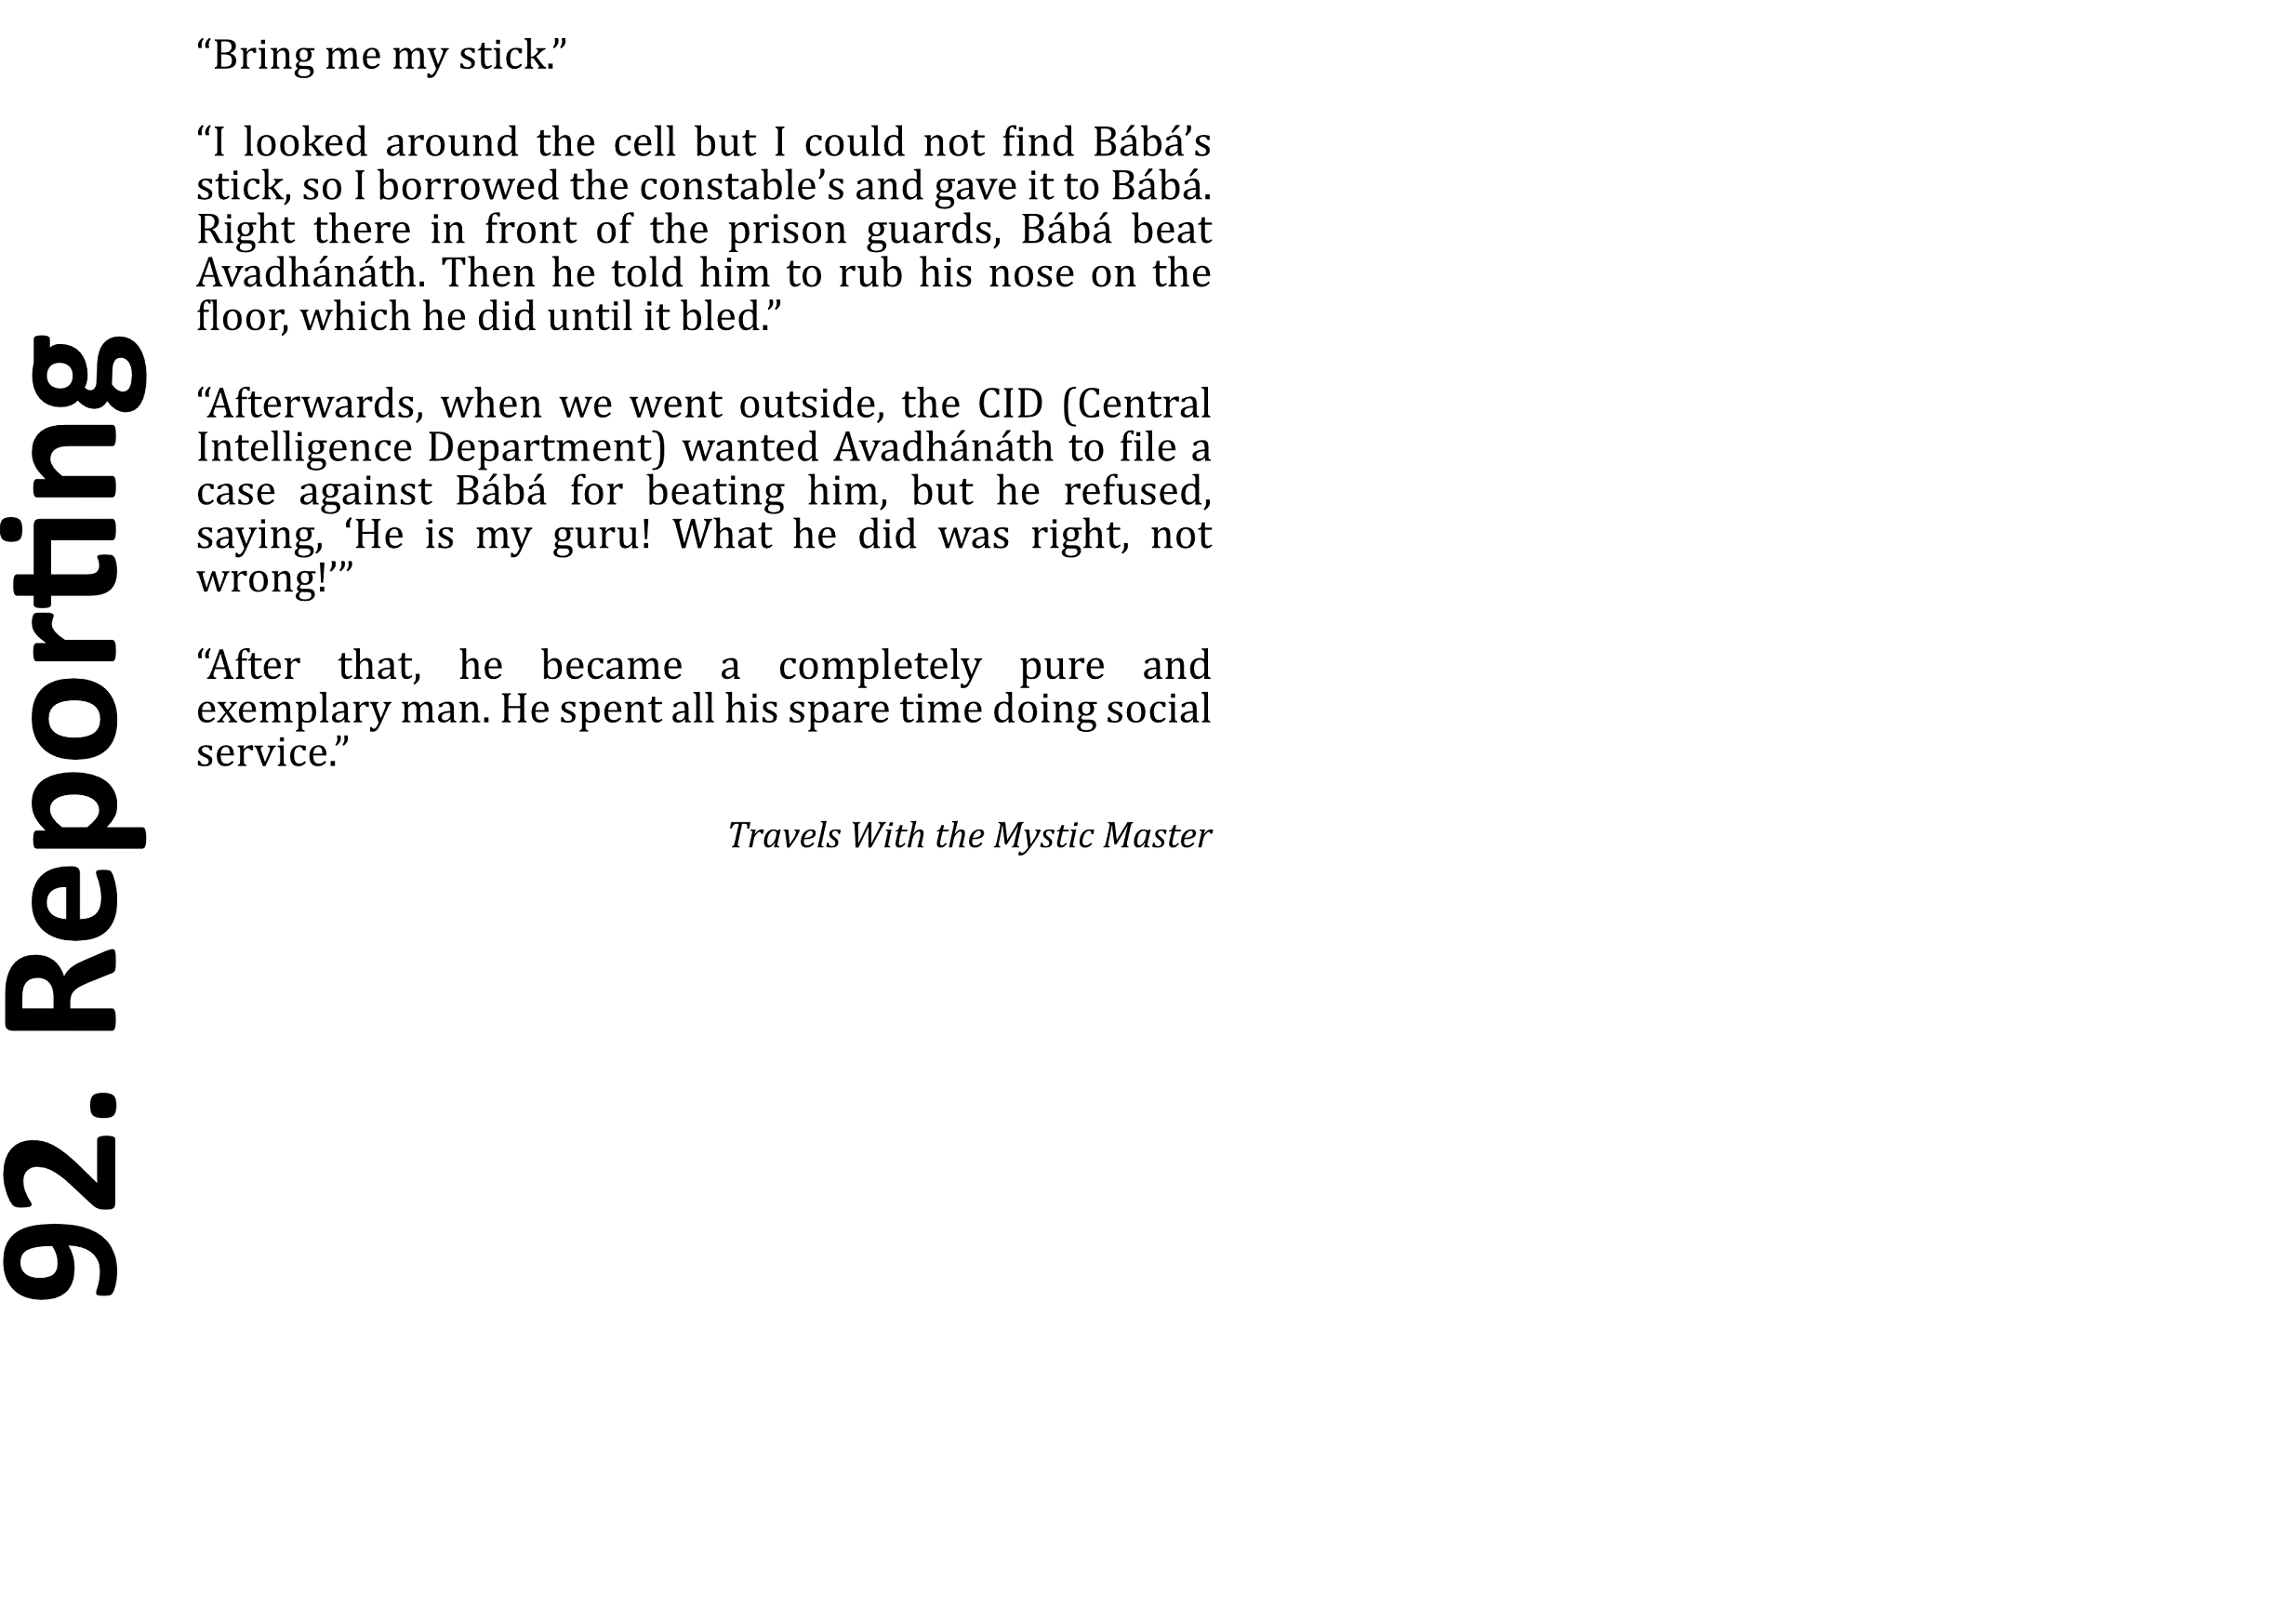 92. Reporting
“Bring me my stick.”
“I looked around the cell but I could not find Bábá’s
stick, so I borrowed the constable’s and gave it to Bábá.
Right there in front of the prison guards, Bábá beat
Avadhánáth. Then he told him to rub his nose on the
floor, which he did until it bled.”
“Afterwards, when we went outside, the CID (Central
Intelligence Department) wanted Avadhánáth to file a
case against Bábá for beating him, but he refused,
saying, ‘He is my guru! What he did was right, not
wrong!’”
“After that, he became a completely pure and
exemplary man. He spent all his spare time doing social
service.”
Travels With the Mystic Master